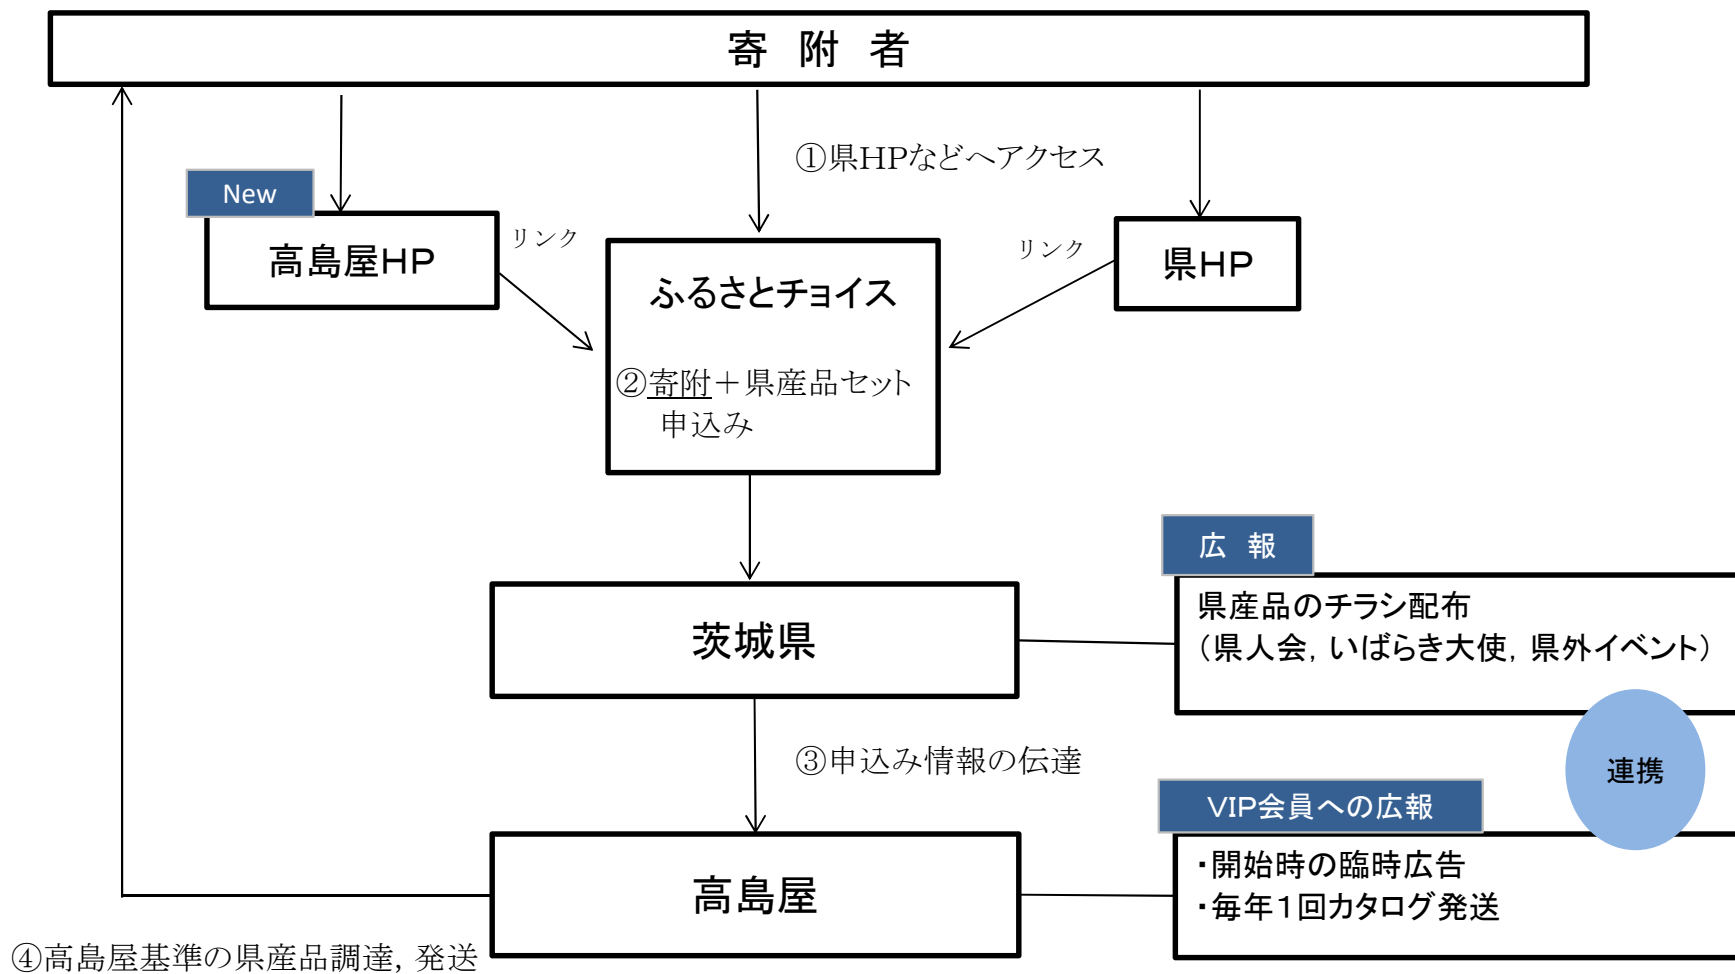 寄　附　者
①県HPなどへアクセス
New
高島屋HP
リンク
リンク
県HP
ふるさとチョイス
②寄附＋県産品セット
申込み
広　報
県産品のチラシ配布
（県人会，いばらき大使，県外イベント）
茨城県
③申込み情報の伝達
連携
VIP会員への広報
・開始時の臨時広告
・毎年１回カタログ発送
高島屋
④高島屋基準の県産品調達，発送